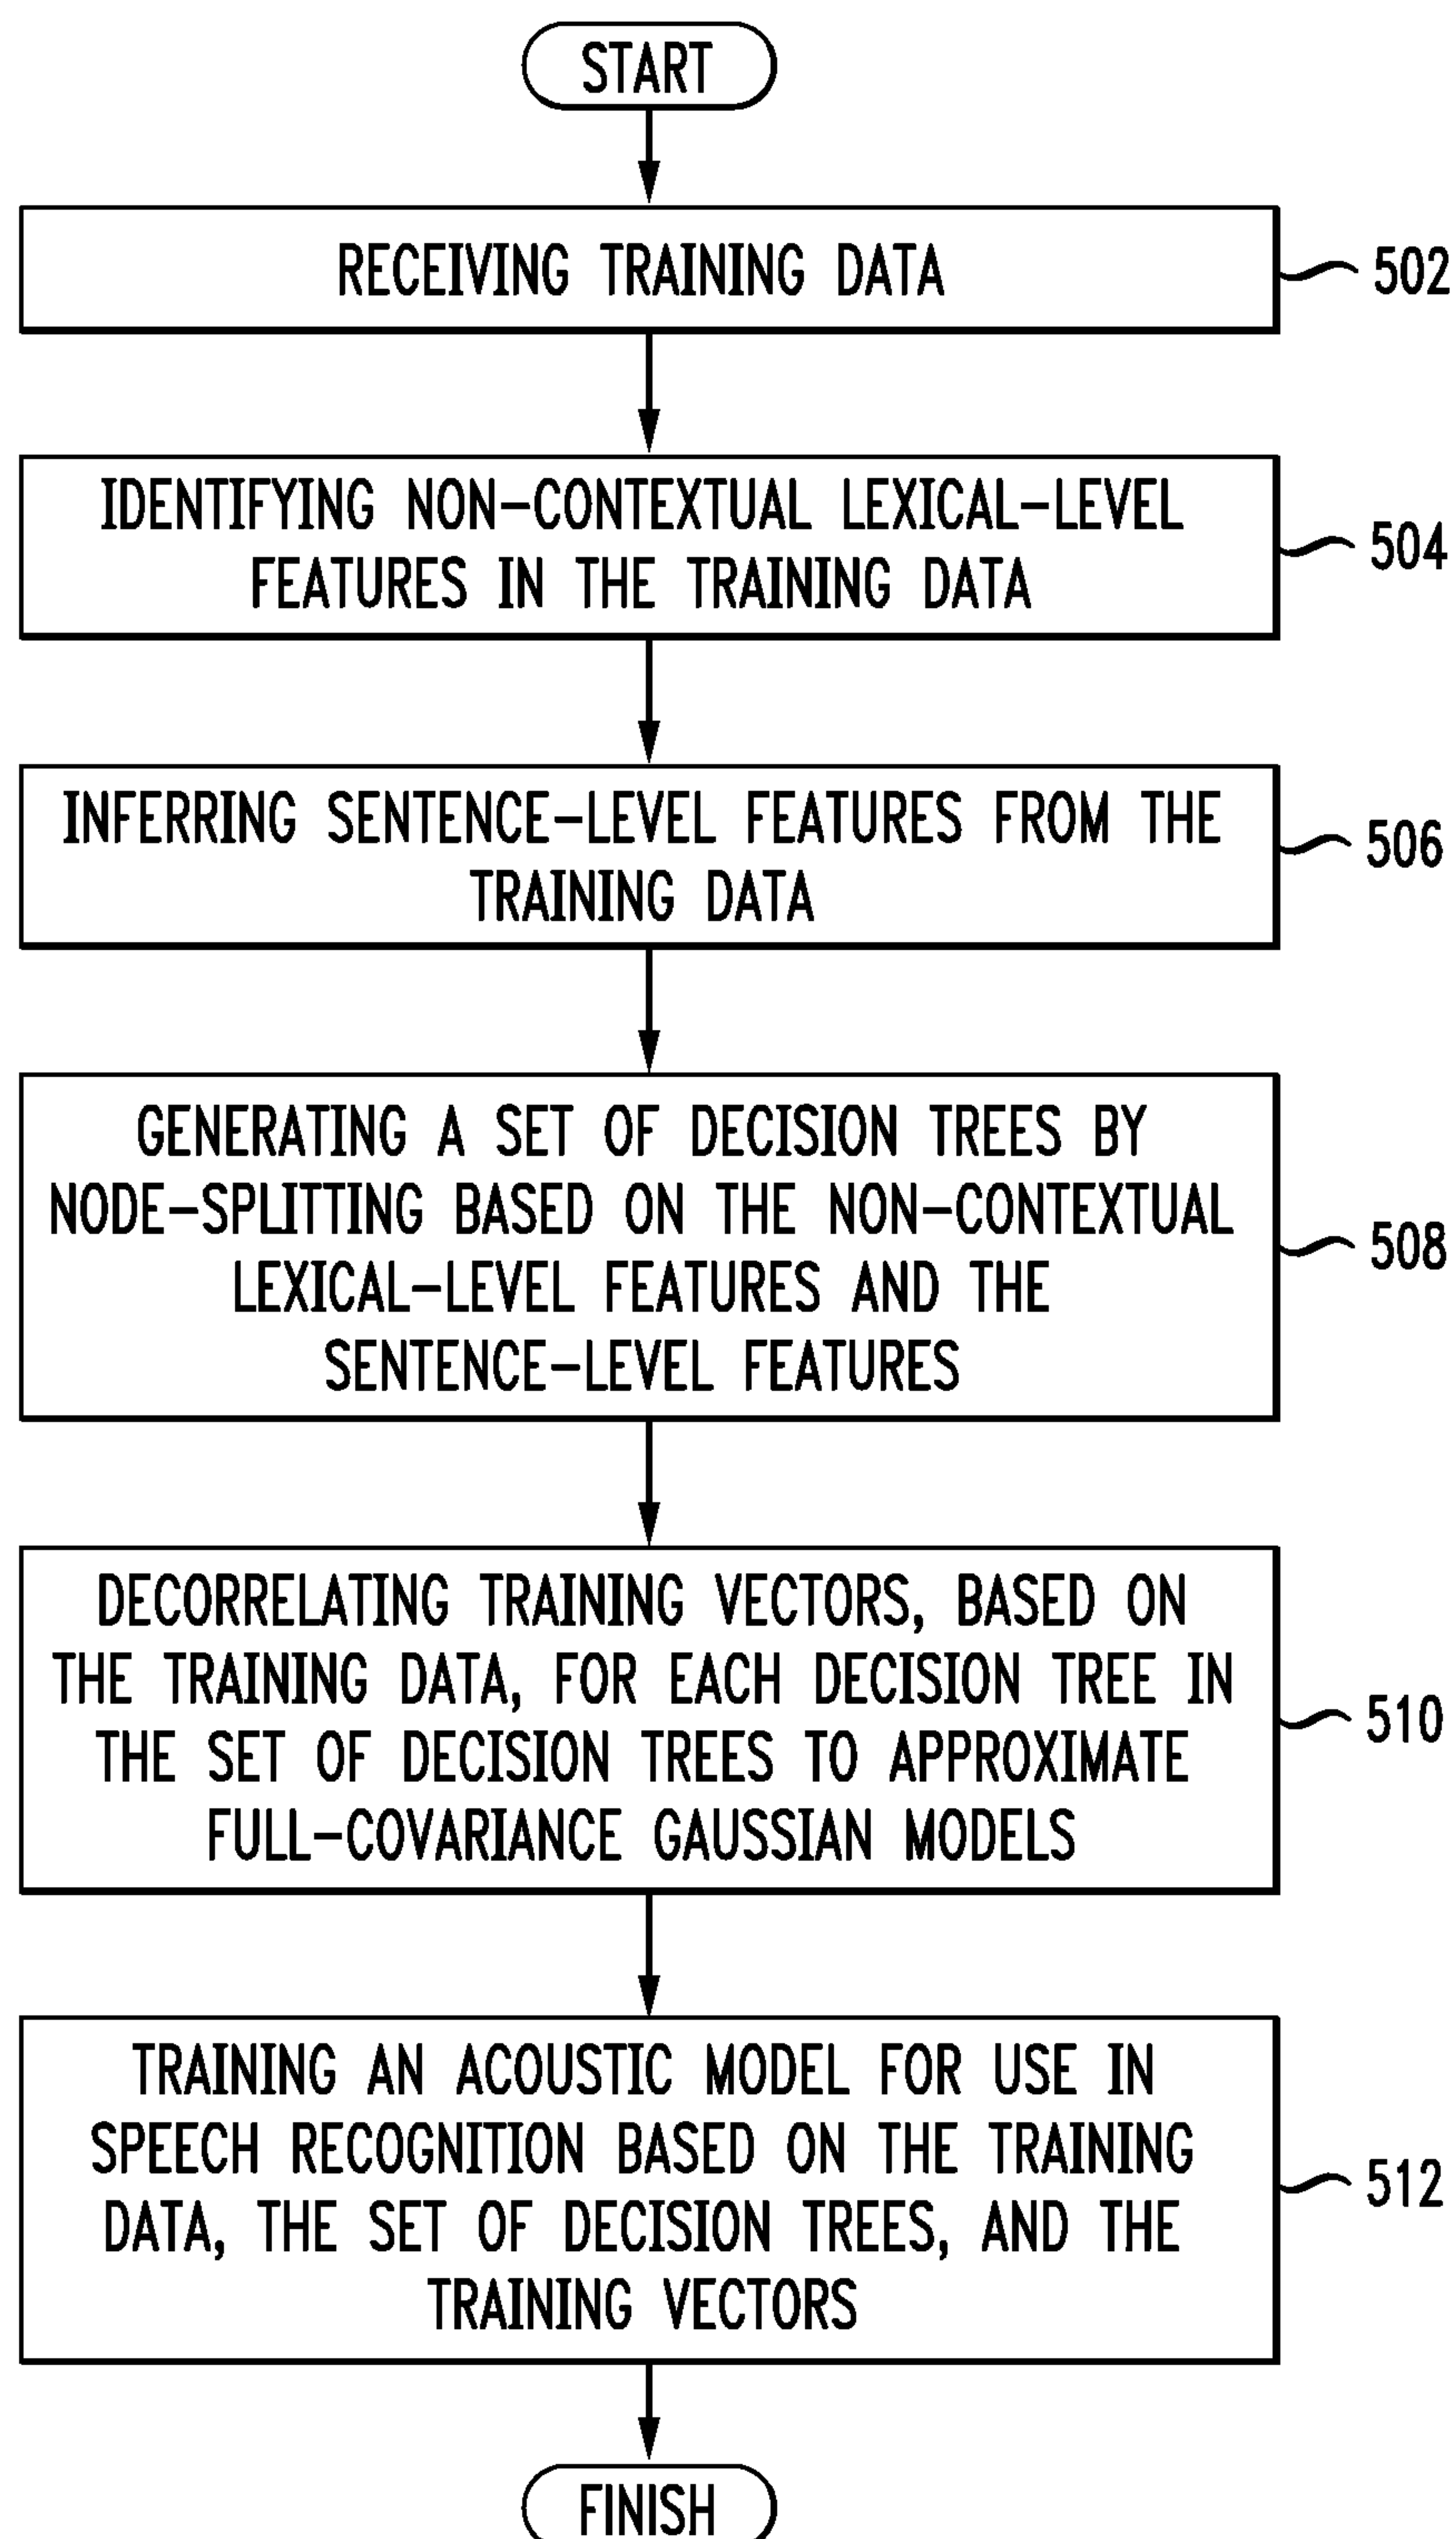 START
RECEIVING TRAINING DATA
502
IDENTIFYING NON-CONTEXTUAL LEXICAL-LEVEL
FEATURES IN THE TRAINING DATA
504
INFERRING SENTENCE-LEVEL FEATURES FROM THE
TRAINING DATA
506
GENERATING A SET OF DECISION TREES BY
NODE-SPLITTING BASED ON THE NON-CONTEXTUAL
LEXICAL-LEVEL FEATURES AND THE
SENTENCE-LEVEL FEATURES
508
DECORRELATING TRAINING VECTORS, BASED ON
THE TRAINING DATA, FOR EACH DECISION TREE IN
THE SET OF DECISION TREES TO APPROXIMATE
FULL-COVARIANCE GAUSSIAN MODELS
510
TRAINING AN ACOUSTIC MODEL FOR USE IN
SPEECH RECOGNITION BASED ON THE TRAINING
DATA, THE SET OF DECISION TREES, AND THE
TRAINING VECTORS
512
FINISH